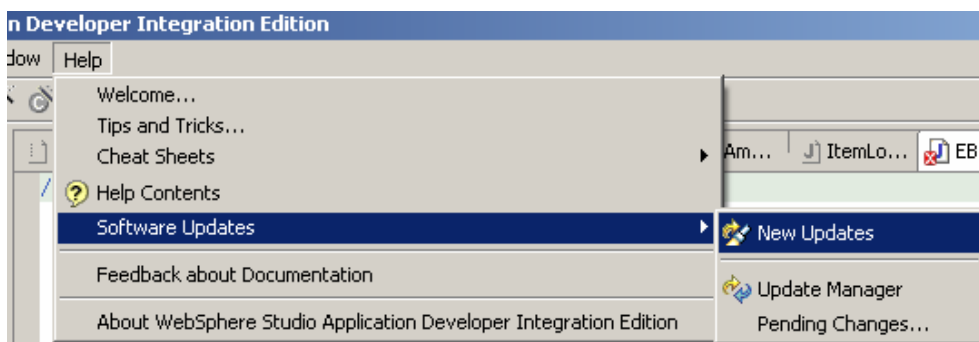 n Developer Integration Edition
dow Help
Welcome...
Tips and Tricks...
Cheat Sheets
Am... ItemLo... EB
Help Contents
Software Updates
New Updates
Feedback about Documentation
Update Manager
About WebSphere Studio Application Developer Integration Edition
Pending Changes...